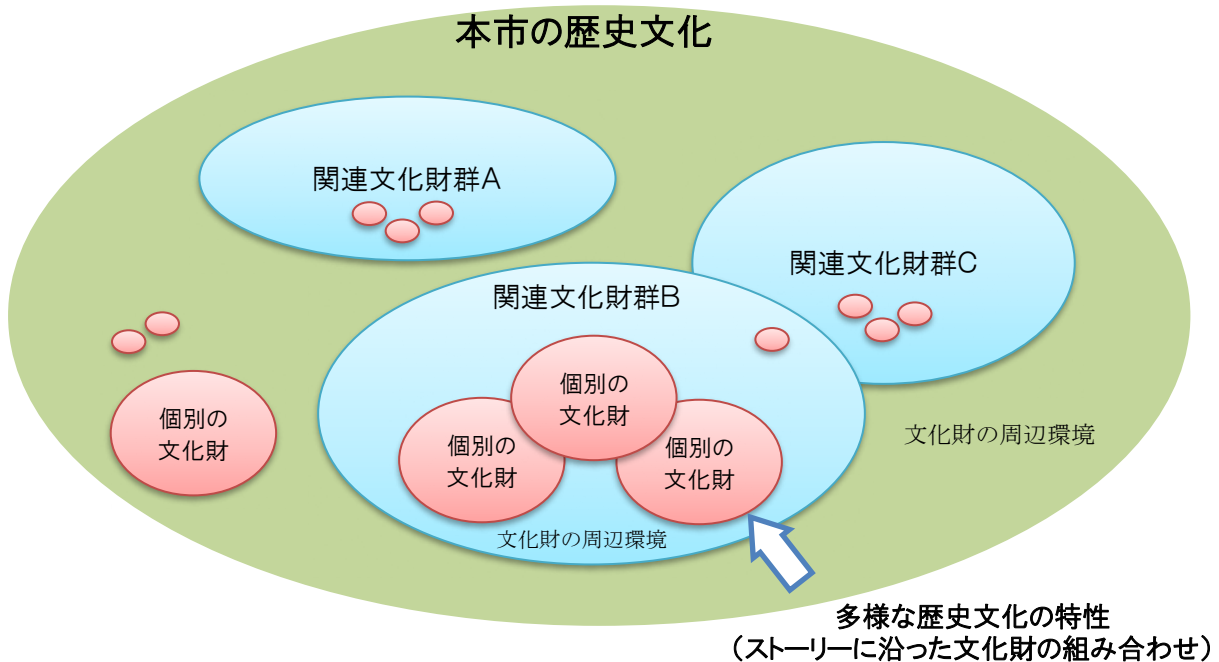 本市の歴史文化
関連文化財群A
関連文化財群C
関連文化財群B
個別の
文化財
個別の
文化財
個別の
文化財
個別の
文化財
文化財の周辺環境
文化財の周辺環境
多様な歴史文化の特性
（ストーリーに沿った文化財の組み合わせ）